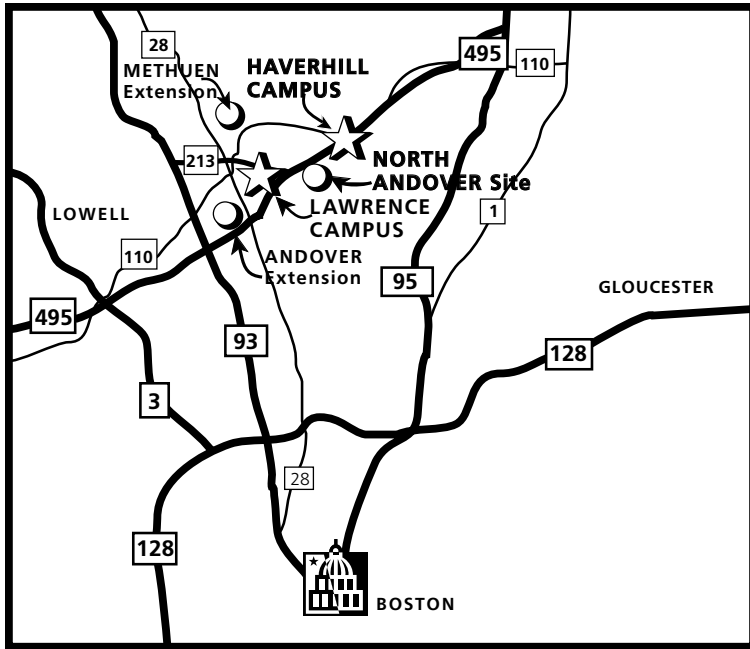 28
METHUEN
Extension
HAVERHILL
CAMPUS
495
110
213
NORTH
ANDOVER Site
LOWELL
LAWRENCE
CAMPUS
1
110
ANDOVER
Extension
95
GLOUCESTER
495
93
128
3
28
128
BOSTON